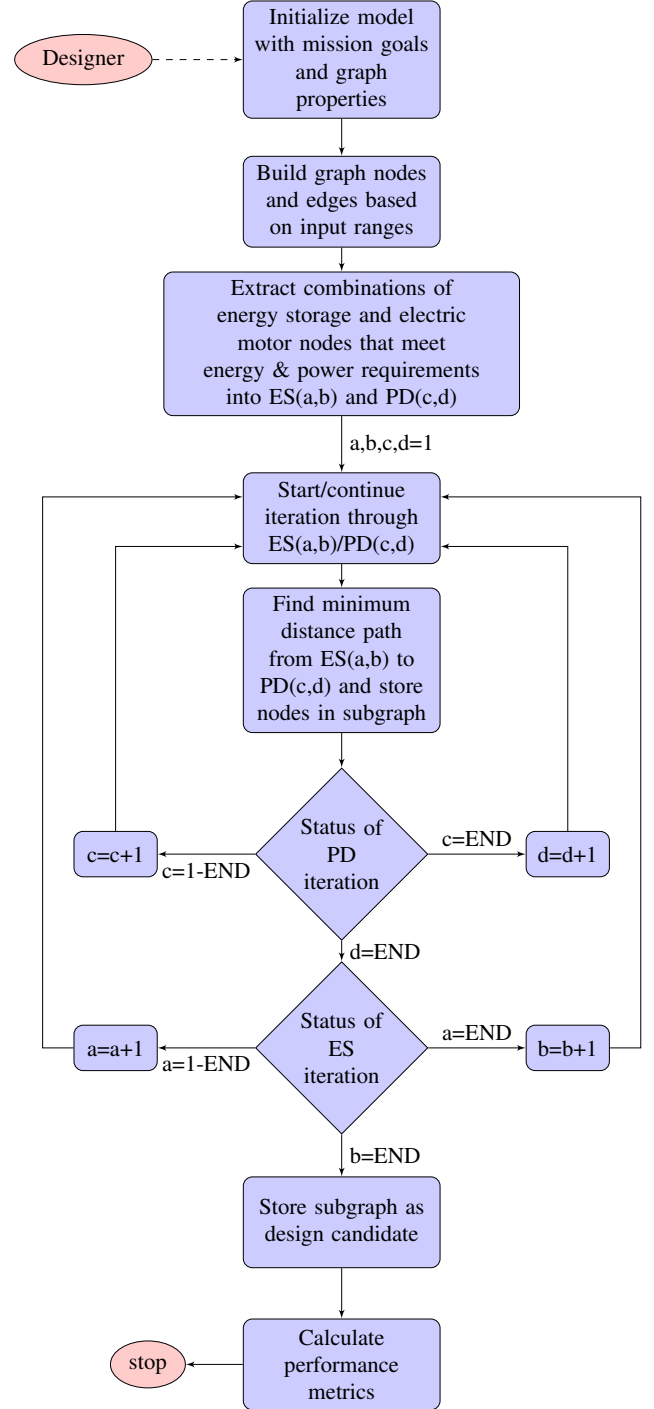 Designer
Initialize model
with mission goals
and graph
properties
Build graph nodes
and edges based
on input ranges
Extract combinations of
energy storage and electric
motor nodes that meet
energy & power requirements
into ES(a,b) and PD(c,d)
a,b,c,d=1
Start/continue
iteration through
ES(a,b)/PD(c,d)
Find minimum
distance path
from ES(a,b) to
PD(c,d) and store
nodes in subgraph
Status of
PD
iteration
c=c+1
c=1-END
c=END
d=d+1
d=END
Status of
ES
iteration
a=a+1
a=1-END
a=END
b=b+1
b=END
Store subgraph as
design candidate
Calculate
performance
metrics
stop